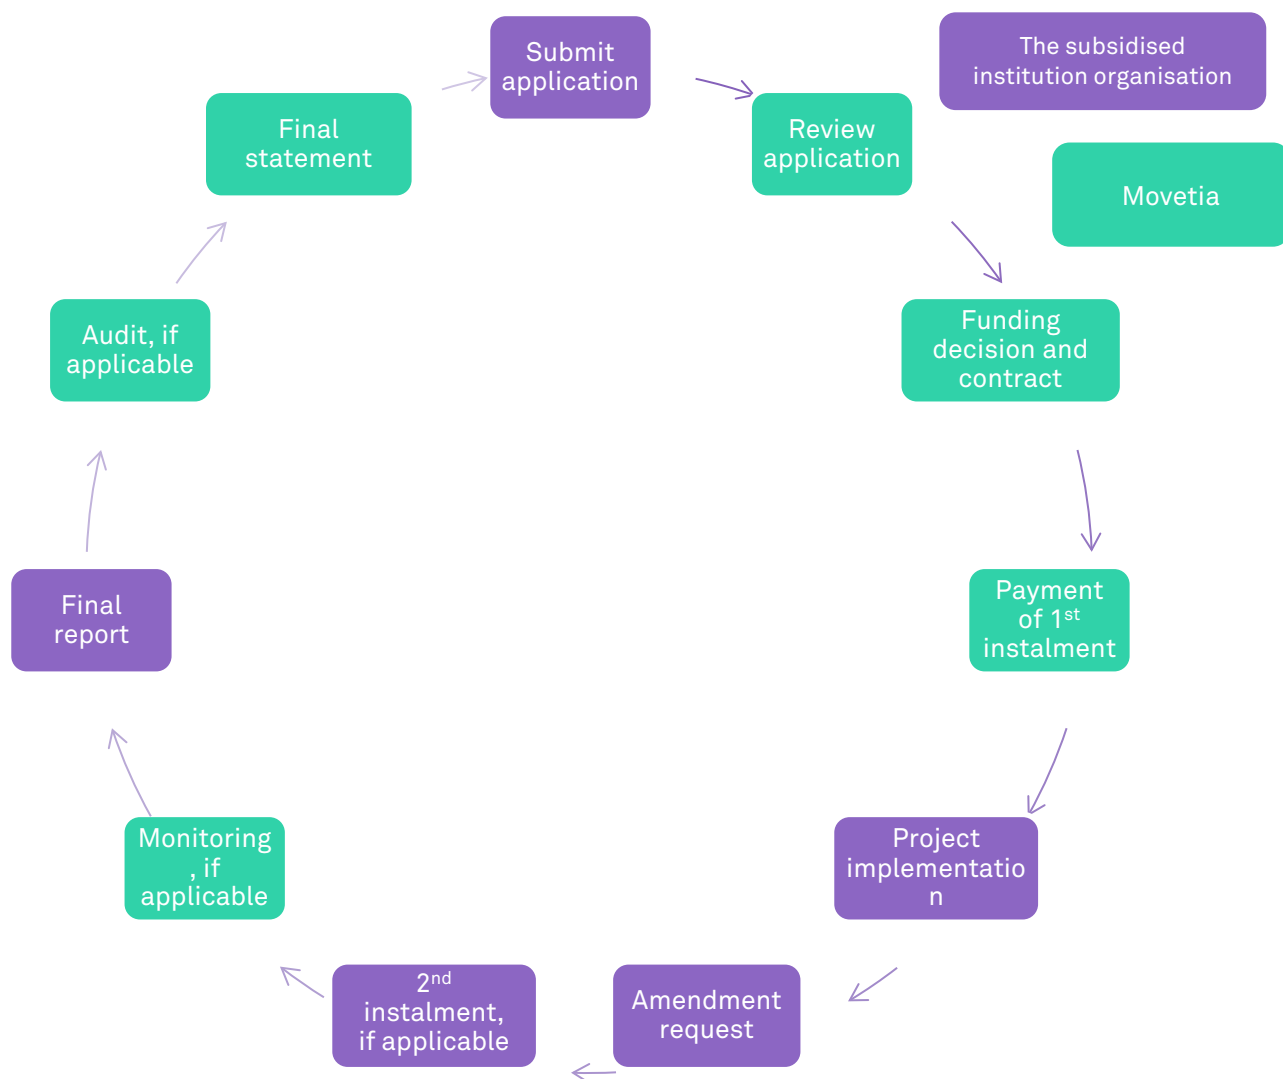 Submit
application
The subsidised
institution organisation
Review
application
Movetia
Funding
decision and
contract
Payment
of 1st
instalment
Project
implementatio
n
Amendment
request
2nd
instalment,
if applicable
Monitoring
, if
applicable
Final
report
Audit, if
applicable
Final
statement